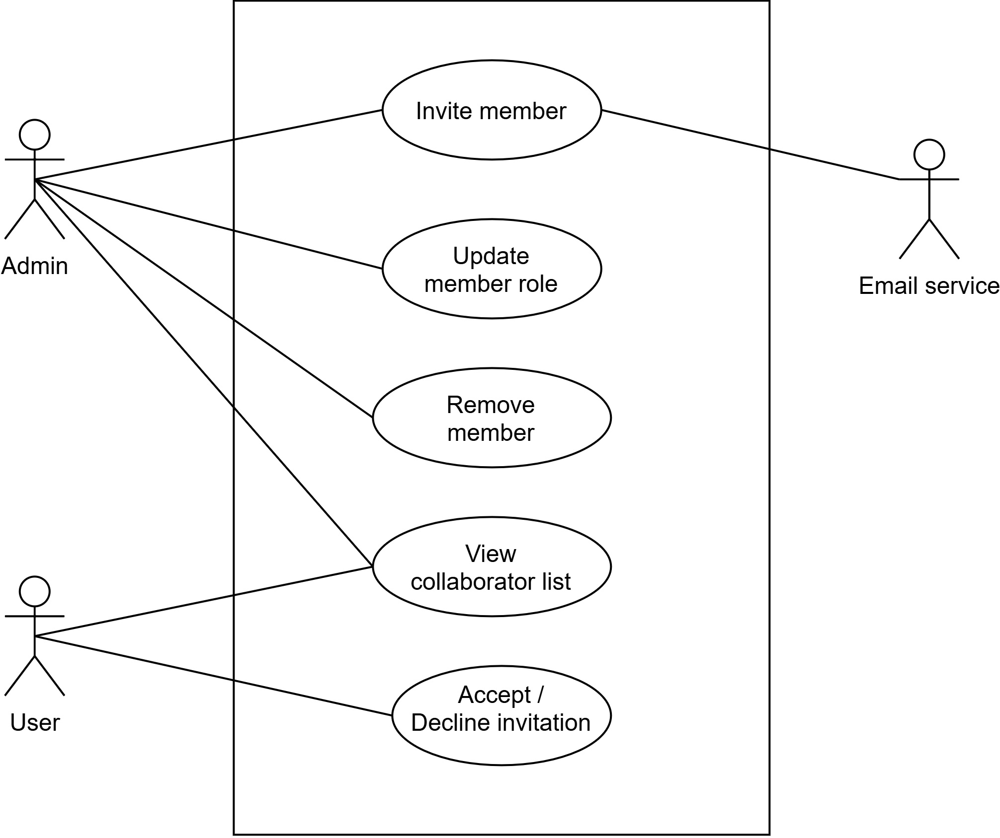 Invite member
Admin
Update
member role
Email service
Remove
member
View
collaborator list
User
Accept /
Decline invitation